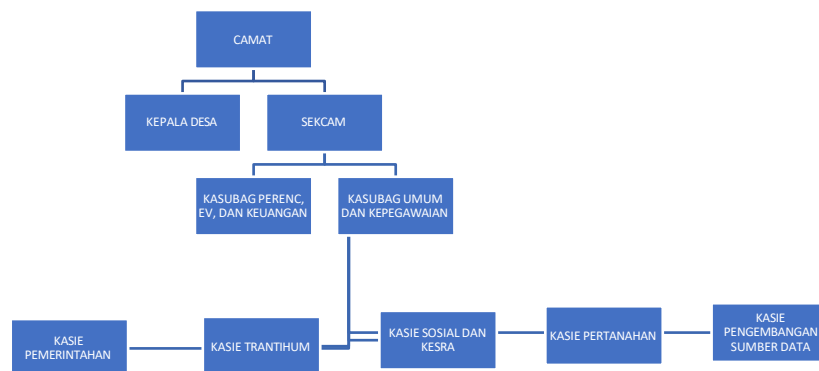 CAMAT
KEPALA DESA
SEKCAM
KASUBAG PERENC,
EV, DAN KEUANGAN
KASUBAG UMUM
DAN KEPEGAWAIAN
KASIE
PEMERINTAHAN
KASIE TRANTIHUM
KASIE SOSIAL DAN
KESRA
KASIE PERTANAHAN
KASIE
PENGEMBANGAN
SUMBER DATA